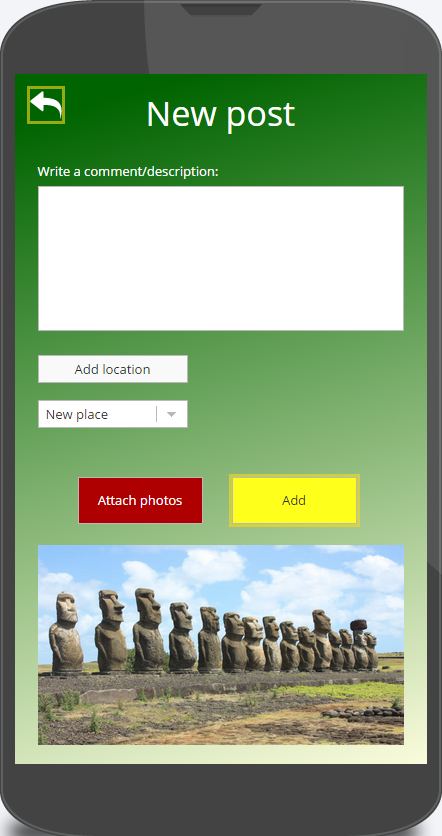 New post
Write a comment/description:
Add location
New place
Attach photos
Add